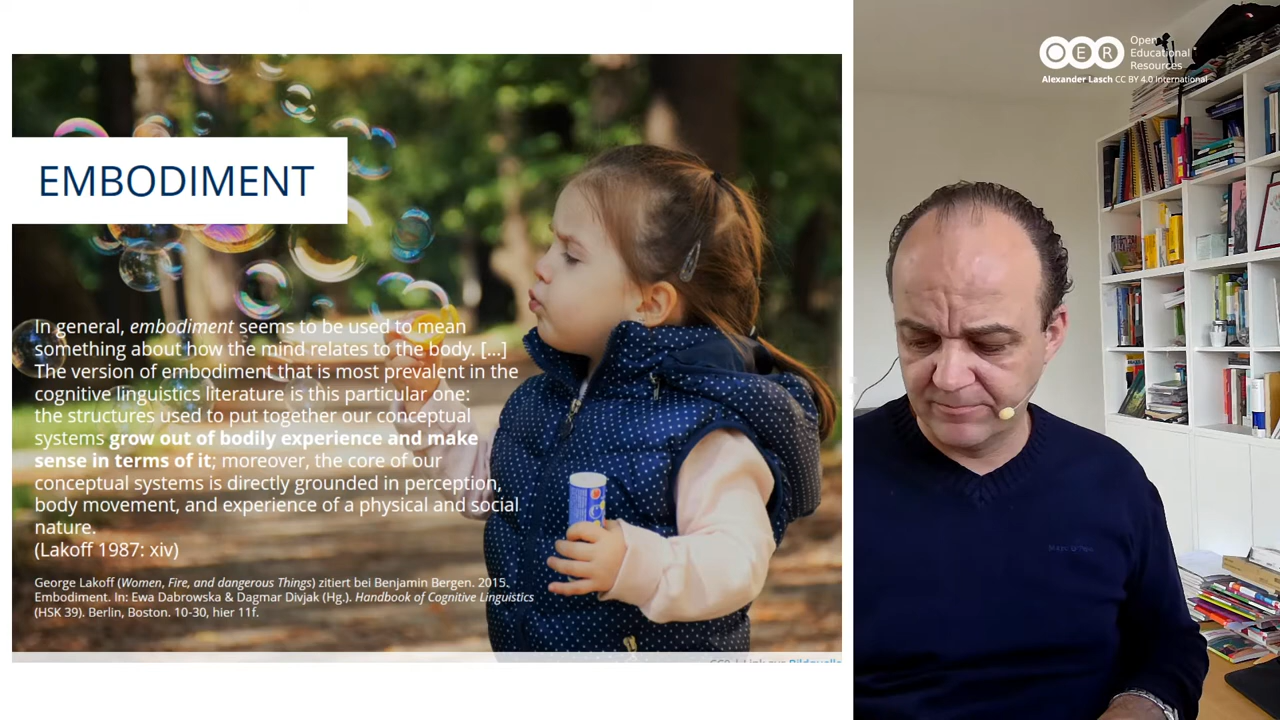 EMBODIMENT
In general, embodiment seems to be used to mean
something about how the mind relates to the body. [...]
The version of embodiment that is most prevalent in the
cognitive linguistics literature is this particular one:
the structures used to put together our conceptual
systems grow out of bodily experience and make
sense in terms of it; moreover, the core of our
conceptual systems is directly grounded in perception,
body movement, and experience of a physical and social
nature.
(Lakoff 1987: xiv)
George Lakoff (Women, Fire, and dangerous Things) zitiert bei Benjamin Bergen. 2015.
Embodiment. In: Ewa Dabrowska & Dagmar Divjak (Hg.). Handbook of Cognitive Linguistics
(HSK 39). Berlin, Boston. 10-30, hier 11f.
OER
Open
Educational
Resources
Alexander Lasch CC BY 4.0 International